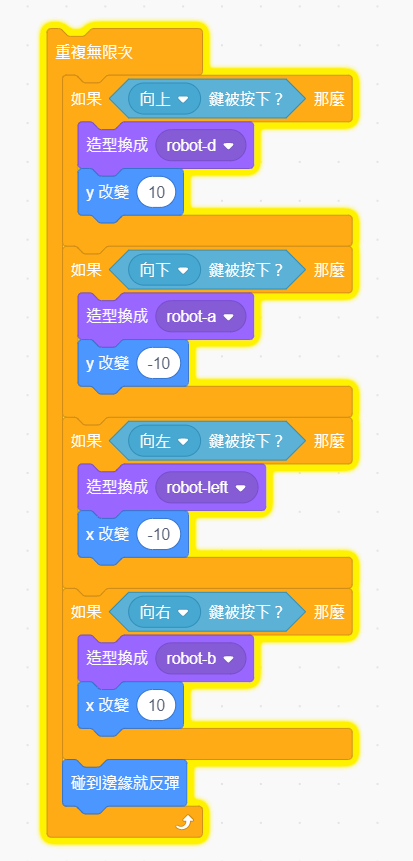 重複無限次
如果 向上 鍵被按下？ 那麼
造型換成 robot-d
y 改變 10
如果 向下 鍵被按下？ 那麼
造型換成 robot-a
y 改變 -10
如果 向左 鍵被按下？ 那麼
造型換成 robot-left
x 改變 -10
如果 向右 鍵被按下？ 那麼
造型換成 robot-b
x 改變 10
碰到邊緣就反彈